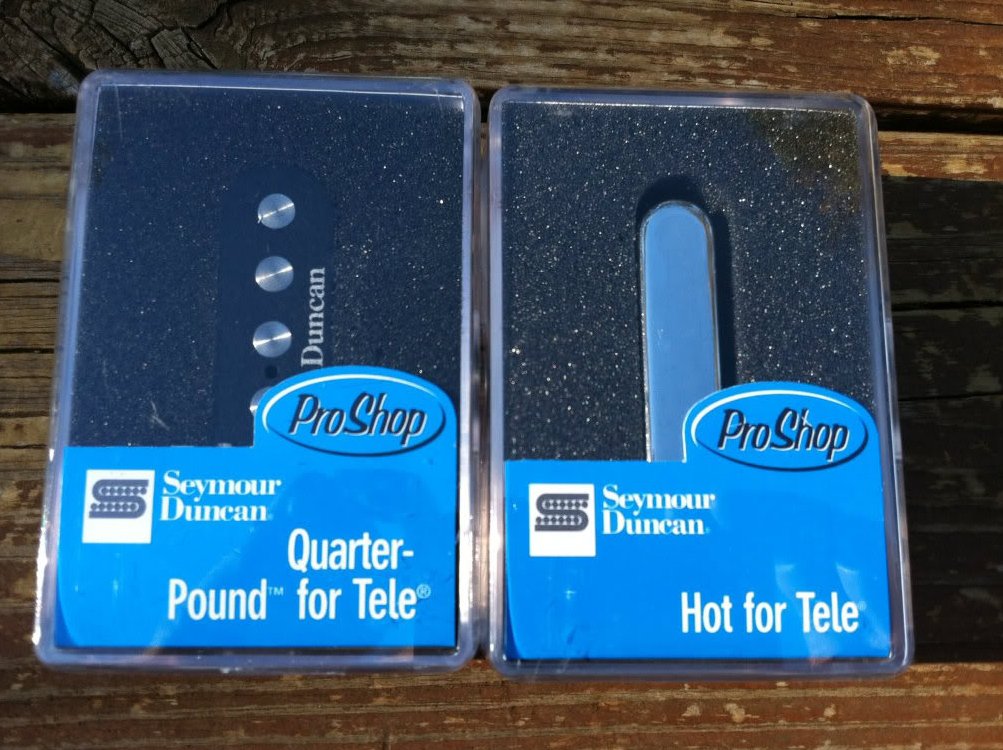 Duncan
ProShop
Seymour
Duncan
Quarter-
Pound™ for Tele®
ProShop
Seymour
Duncan
Hot for Tele®